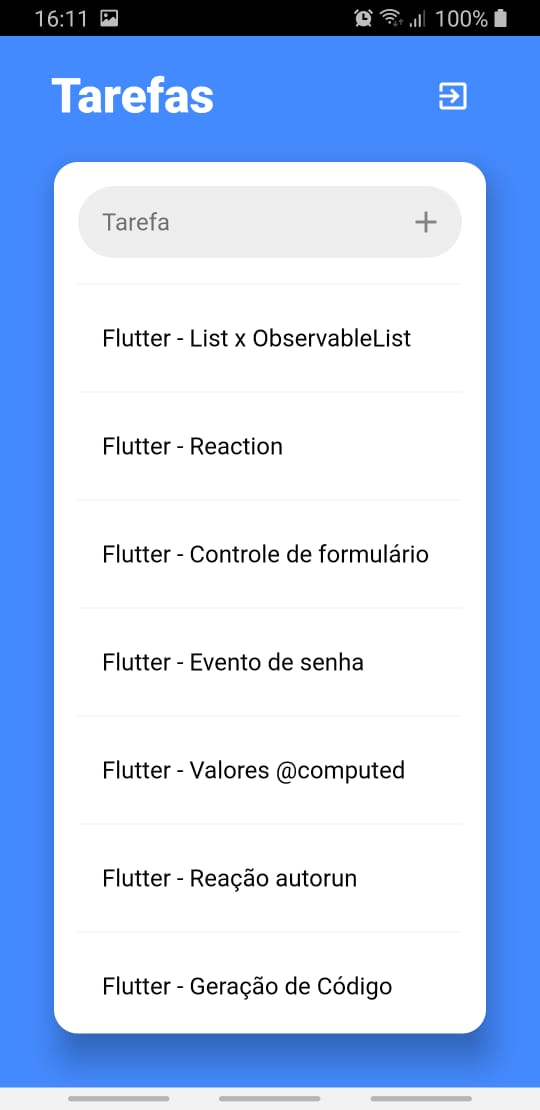 16:11 100%
Tarefas
Tarefa
Flutter - List x ObservableList
Flutter - Reaction
Flutter - Controle de formulário
Flutter - Evento de senha
Flutter - Valores @computed
Flutter - Reação autorun
Flutter - Geração de Código